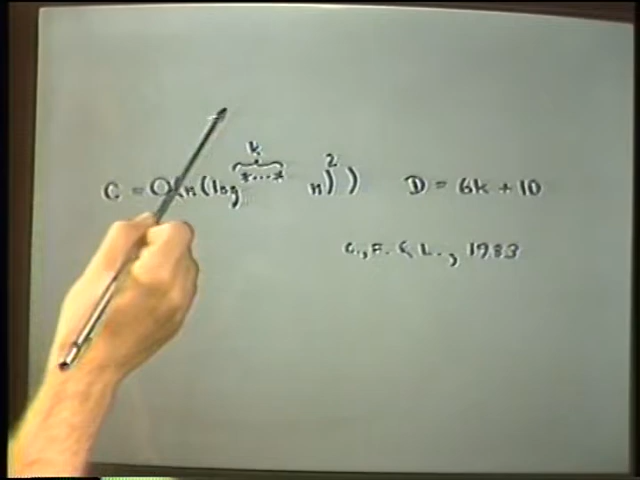 k
C = O(n(log *...* n)²) D = 6k + 10
C., F. & L., 1983